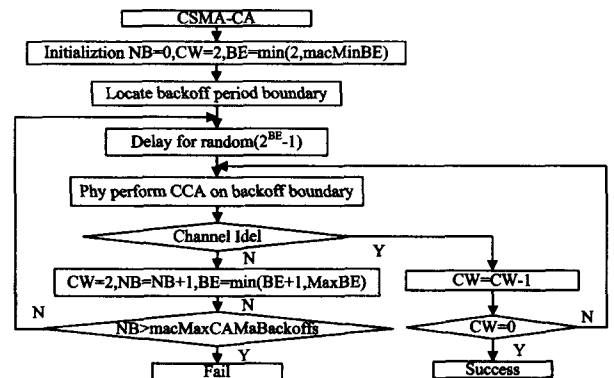 CSMA-CA
Initializtion NB=0,CW=2,BE=min(2,macMinBE)
Locate backoff period boundary
Delay for random(2^BE-1)
Phy perform CCA on backoff boundary
Channel Idel
Y
N
CW=2,NB=NB+1,BE=min(BE+1,MaxBE)
CW=CW-1
N
N
NB>macMaxCAMaBackoffs
CW=0
N
Y
Y
Fail
Success